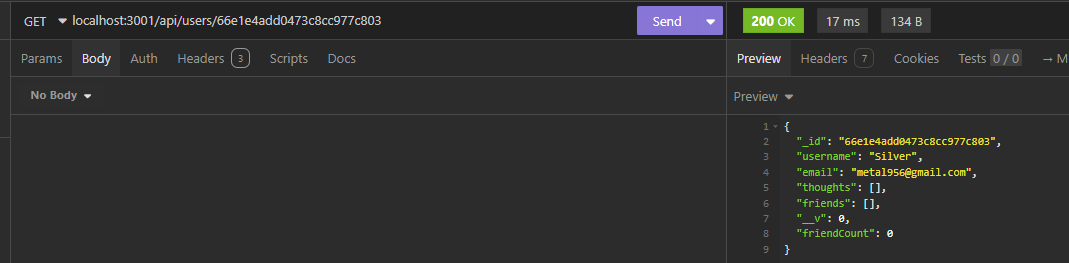 GET localhost:3001/api/users/66e1e4add0473c8cc977c803 Send 200 OK 17 ms 134 B
Params Body Auth Headers 3 Scripts Docs Preview Headers 7 Cookies Tests 0 / 0 → M
No Body Preview
1 {
2 "_id": "66e1e4add0473c8cc977c803",
3 "username": "Silver",
4 "email": "metal956@gmail.com",
5 "thoughts": [],
6 "friends": [],
7 "__v": 0,
8 "friendCount": 0
9 }